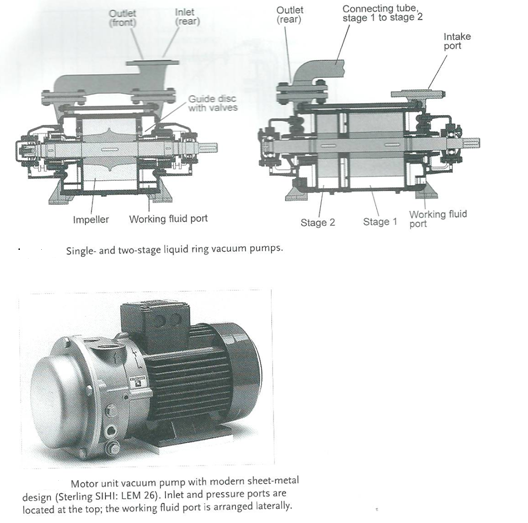 Outlet
(front)
Inlet
(rear)
Guide disc
with valves
Impeller
Working fluid port
Outlet
(rear)
Connecting tube,
stage 1 to stage 2
Intake
port
Stage 2
Stage 1
Working fluid
port
Single- and two-stage liquid ring vacuum pumps.
Motor unit vacuum pump with modern sheet-metal
design (Sterling SIHI: LEM 26). Inlet and pressure ports are
located at the top; the working fluid port is arranged laterally.